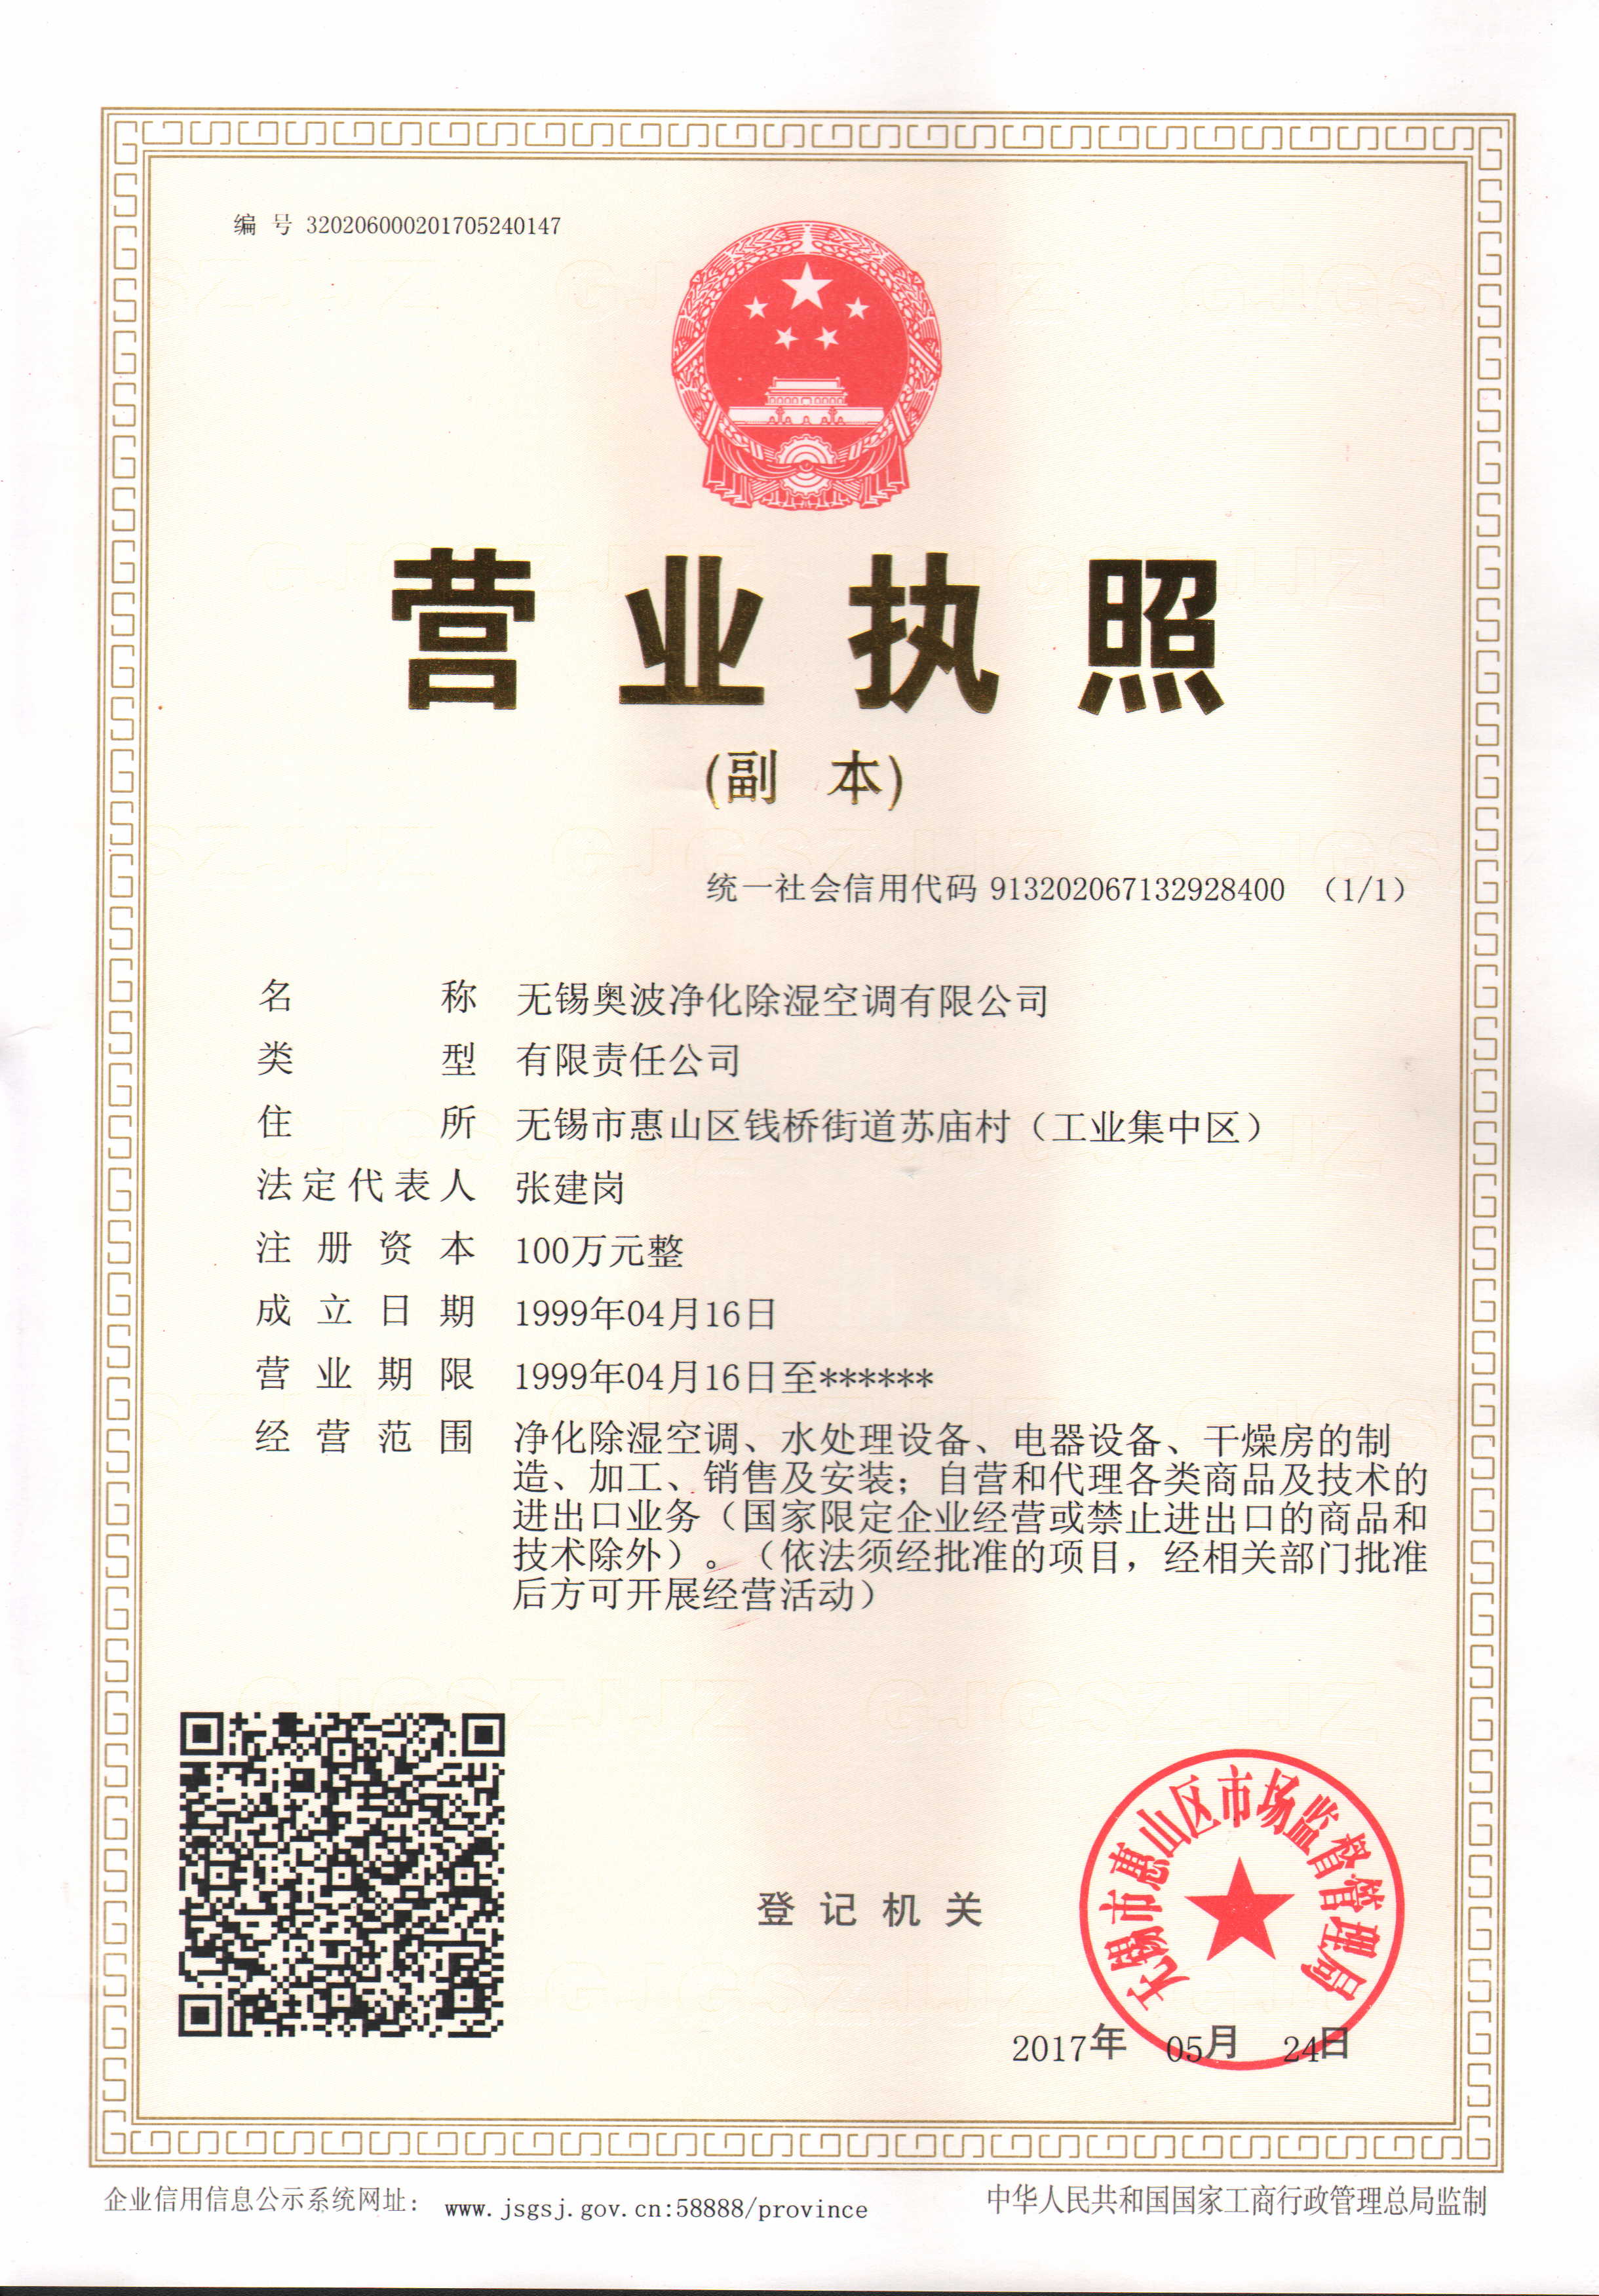 编 号 320206000201705240147
营业执照
(副 本)
统一社会信用代码 913202067132928400 （1/1）
名 称 无锡奥波净化除湿空调有限公司
类 型 有限责任公司
住 所 无锡市惠山区钱桥街道苏庙村（工业集中区）
法定代表人 张建岗
注册资本 100万元整
成立日期 1999年04月16日
营业期限 1999年04月16日至******
经营范围 净化除湿空调、水处理设备、电器设备、干燥房的制
造、加工、销售及安装；自营和代理各类商品及技术的
进出口业务（国家限定企业经营或禁止进出口的商品和
技术除外）。（依法须经批准的项目，经相关部门批准
后方可开展经营活动）
无锡市惠山区市场监督管理局
登记机关
2017年 05月 24日
企业信用信息公示系统网址： www.jsgsj.gov.cn:58888/province
中华人民共和国国家工商行政管理总局监制